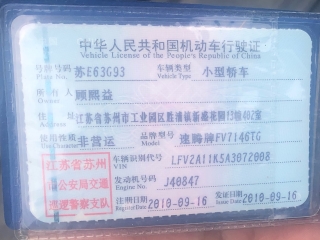 中华人民共和国机动车行驶证
Vehicle License of the People's Republic of China
号牌号码 苏E63G93 车辆类型 小型轿车
Plate No. Vehicle Type
所有人 顾熙益
Owner
住址 江苏省苏州市工业园区胜浦镇新盛花园113幢402室
使用性质 非营运 品牌型号 速腾牌FV7146TG
Use Character Model
江苏省苏州 车辆识别代号 LFV2A11K5A3072008
VIN
市公安局交通 发动机号码 J40847
Engine No.
巡逻警察支队 注册日期 2010-09-16 发证日期 2010-09-16
Register Date Issue Date